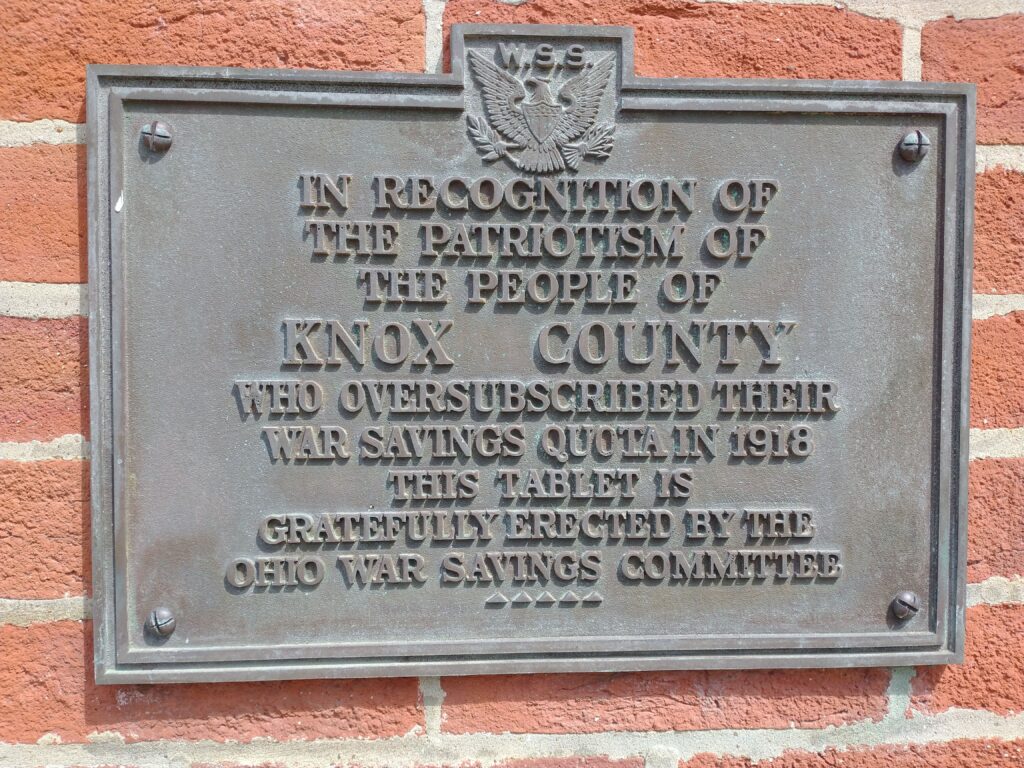 W.S.S.
IN RECOGNITION OF
THE PATRIOTISM OF
THE PEOPLE OF
KNOX COUNTY
WHO OVERSUBSCRIBED THEIR
WAR SAVINGS QUOTA IN 1918
THIS TABLET IS
GRATEFULLY ERECTED BY THE
OHIO WAR SAVINGS COMMITTEE